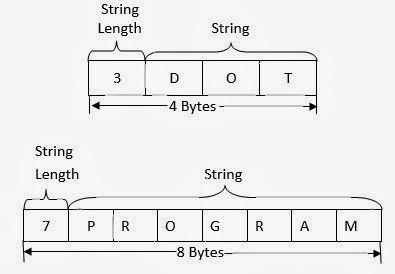 String
Length
String
3 D O T
4 Bytes
String
Length
String
7 P R O G R A M
8 Bytes